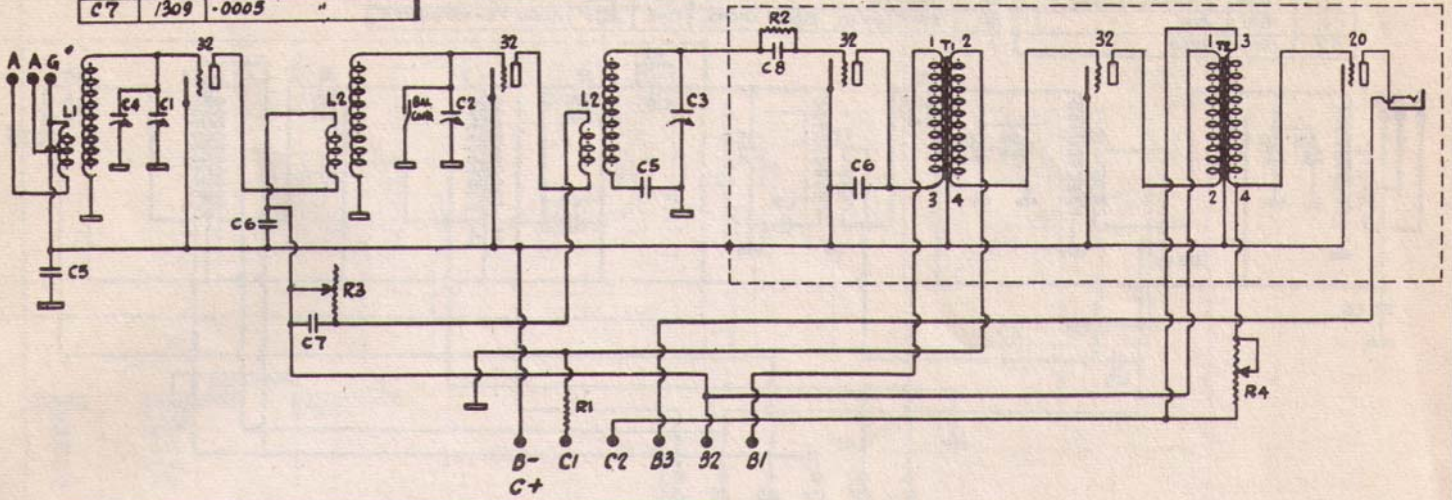 C7 1309 .0005 "
R2
32 32 32 1 T1 2 32 1 T2 3 20
A A G
C8
L1 C4 C1 L2 BAL COND. C2 L2 C3
C5 C6
3 4 2 4
C6
C5
R3
C7
R1 R4
B- C1 C2 B3 B2 B1
C+